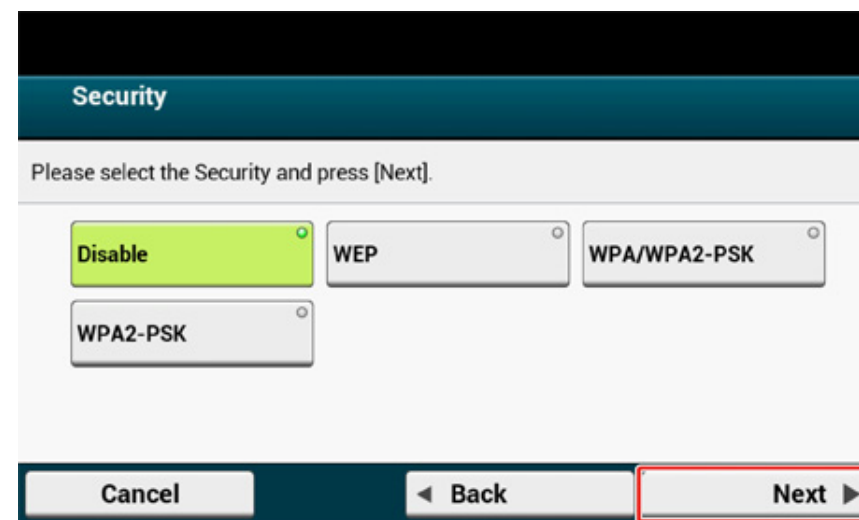 Security
Please select the Security and press [Next].
Disable WEP WPA/WPA2-PSK
WPA2-PSK
Cancel ◀ Back Next ▶